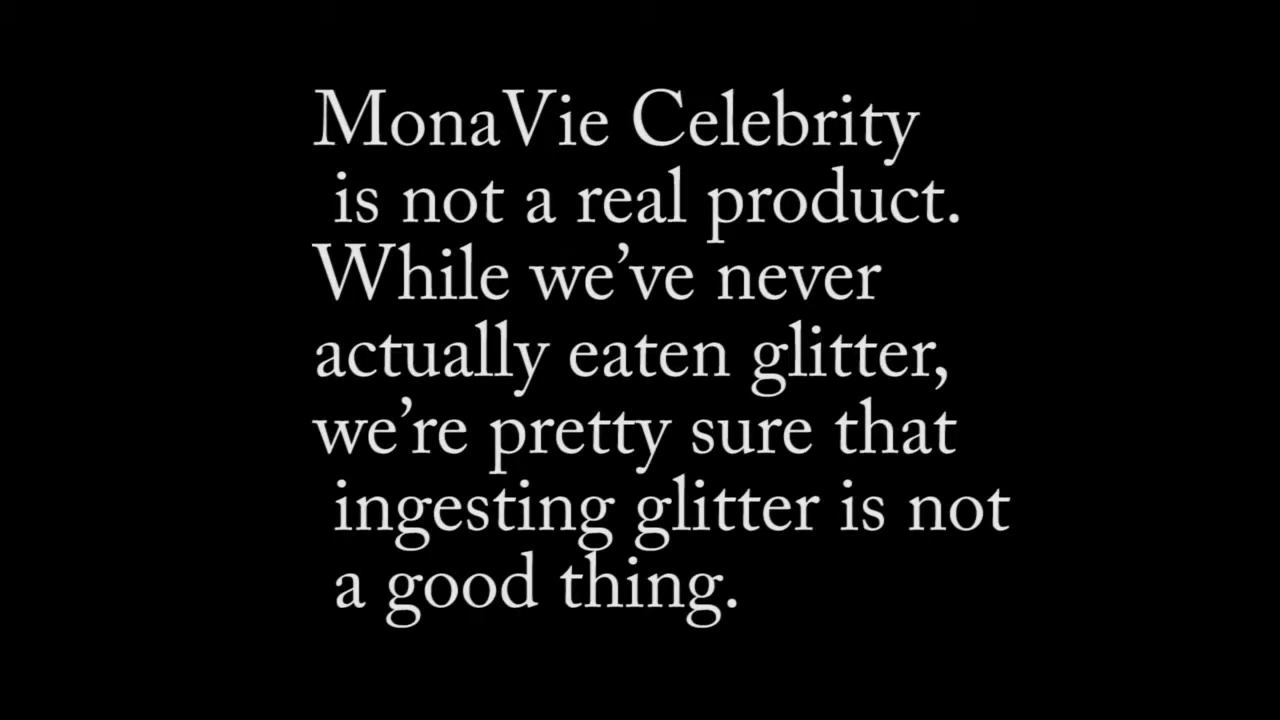 MonaVie Celebrity
is not a real product.
While we’ve never
actually eaten glitter,
we’re pretty sure that
ingesting glitter is not
a good thing.